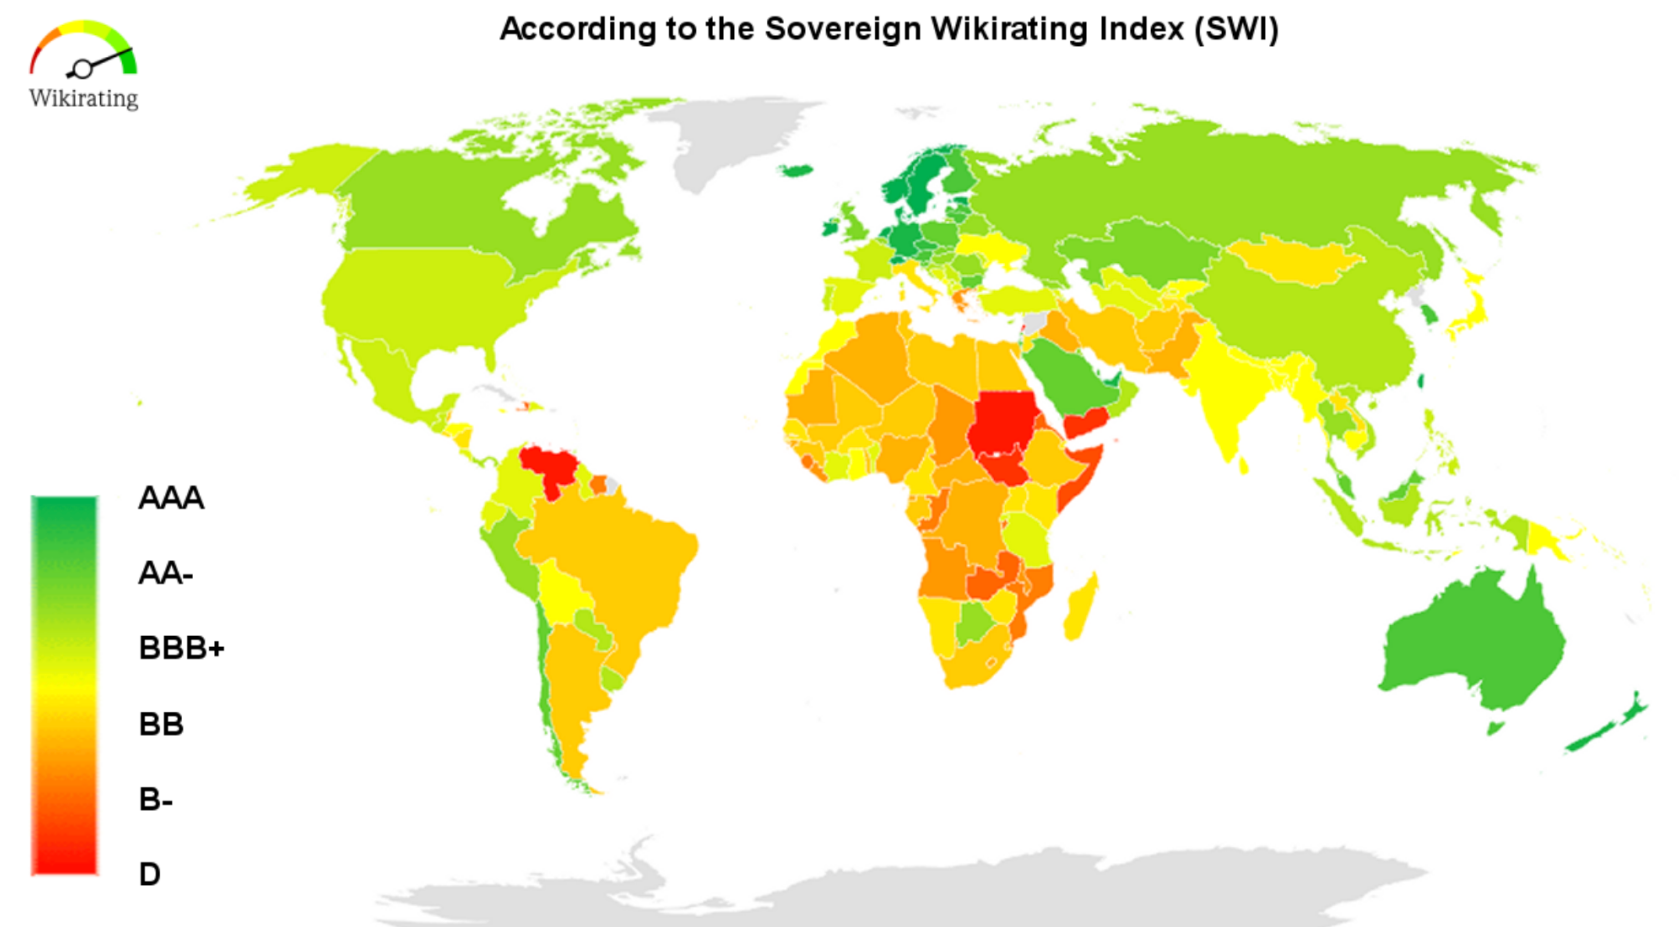 According to the Sovereign Wikirating Index (SWI)
Wikirating
AAA
AA-
BBB+
BB
B-
D